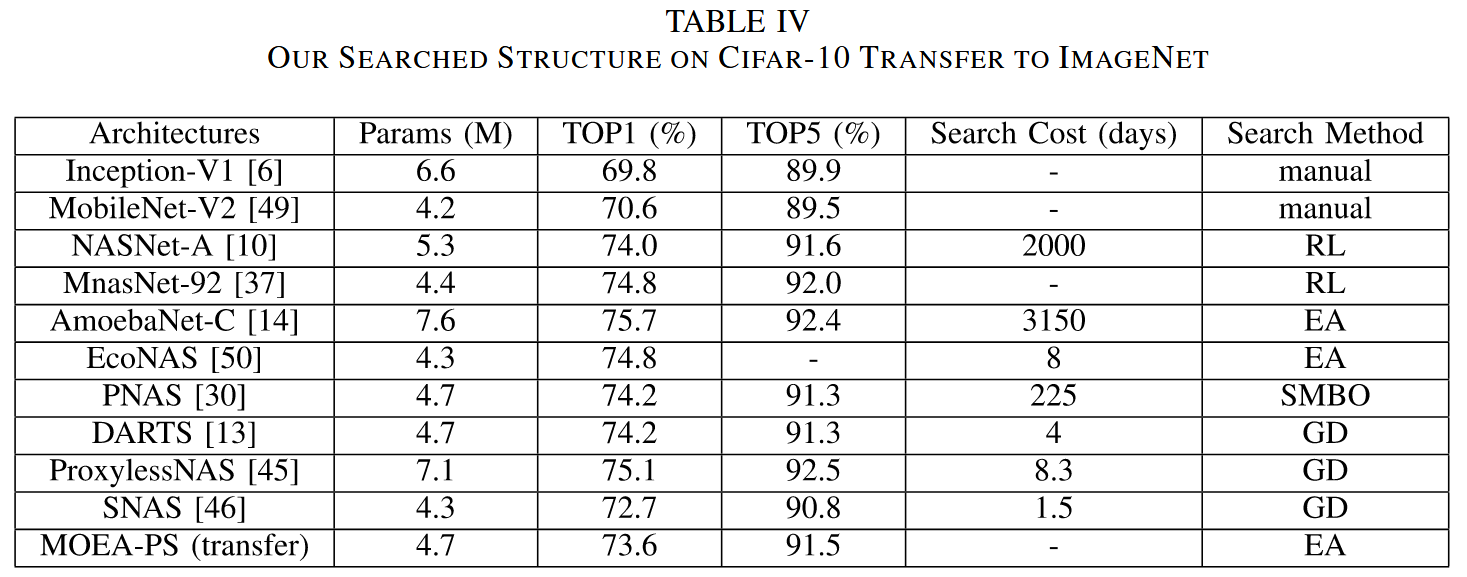 TABLE IV
OUR SEARCHED STRUCTURE ON CIFAR-10 TRANSFER TO IMAGENET
Architectures Params (M) TOP1 (%) TOP5 (%) Search Cost (days) Search Method
Inception-V1 [6] 6.6 69.8 89.9 - manual
MobileNet-V2 [49] 4.2 70.6 89.5 - manual
NASNet-A [10] 5.3 74.0 91.6 2000 RL
MnasNet-92 [37] 4.4 74.8 92.0 - RL
AmoebaNet-C [14] 7.6 75.7 92.4 3150 EA
EcoNAS [50] 4.3 74.8 - 8 EA
PNAS [30] 4.7 74.2 91.3 225 SMBO
DARTS [13] 4.7 74.2 91.3 4 GD
ProxylessNAS [45] 7.1 75.1 92.5 8.3 GD
SNAS [46] 4.3 72.7 90.8 1.5 GD
MOEA-PS (transfer) 4.7 73.6 91.5 - EA